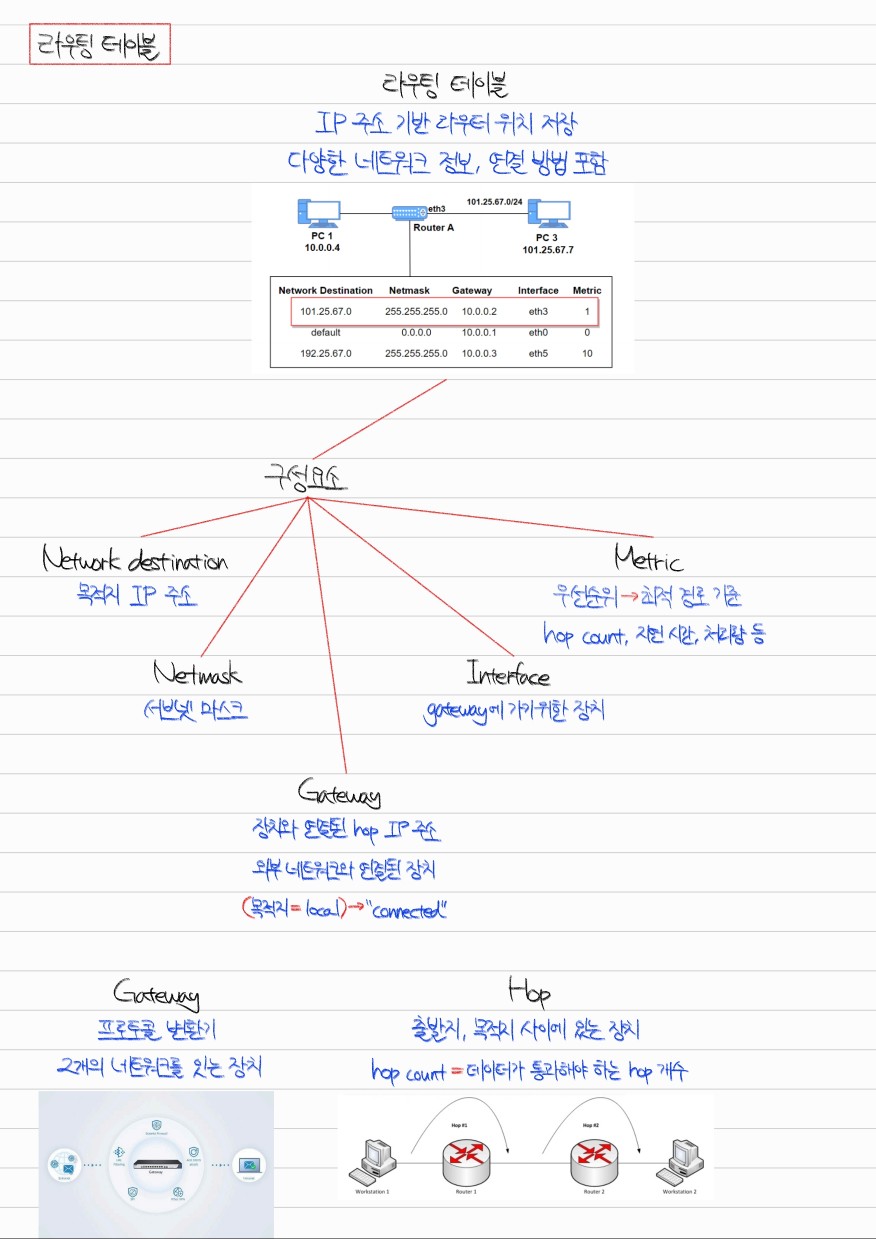 라우팅 테이블
라우팅 테이블
IP 주소 기반 라우터 위치 저장
다양한 네트워크 정보, 연결 방법 포함
eth3
101.25.67.0/24
Router A
PC 1
10.0.0.4
PC 3
101.25.67.7
Network Destination Netmask Gateway Interface Metric
101.25.67.0 255.255.255.0 10.0.0.2 eth3 1
default 0.0.0.0 10.0.0.1 eth0 0
192.25.67.0 255.255.255.0 10.0.0.3 eth5 10
구성요소
Network destination
목적지 IP 주소
Metric
우선순위→최적 경로 기준
hop count, 지연 시간, 처리량 등
Netmask
서브넷 마스크
Interface
gateway에 가기위한 장치
Gateway
장치와 연결된 hop IP 주소
외부 네트워크와 연결된 장치
(목적지=local)→"connected"
Gateway
프로토콜 변환기
2개의 네트워크를 잇는 장치
Hop
출발지, 목적지 사이에 있는 장치
hop count = 데이터가 통과해야 하는 hop 개수
Gateway
Hop #1
Hop #2
Workstation 1
Router 1
Router 2
Workstation 2